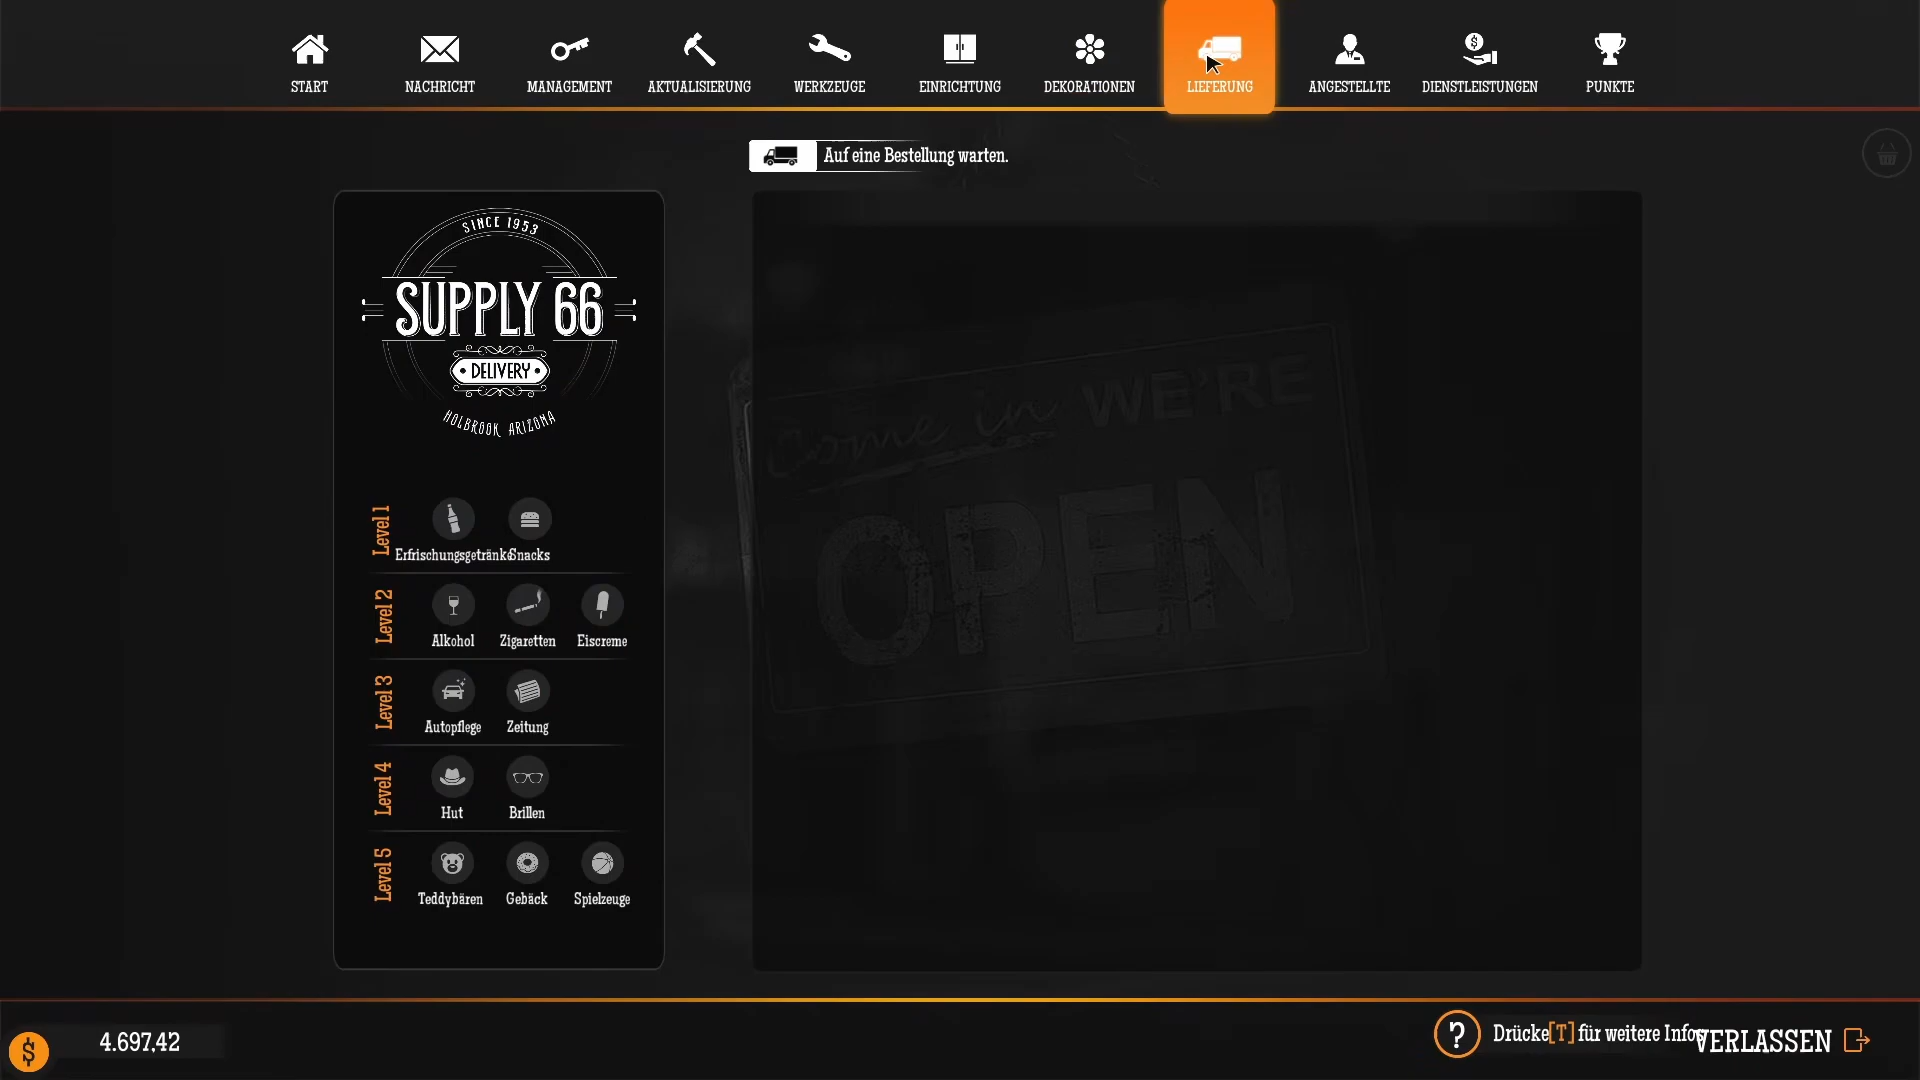 START
NACHRICHT
MANAGEMENT
AKTUALISIERUNG
WERKZEUGE
EINRICHTUNG
DEKORATIONEN
LIEFERUNG
ANGESTELLTE
DIENSTLEISTUNGEN
PUNKTE
Auf eine Bestellung warten.
SINCE 1953
SUPPLY 66
DELIVERY
HOLBROOK ARIZONA
Come in WE'RE
OPEN
Level 1
Erfrischungsgetränke
Snacks
Level 2
Alkohol
Zigaretten
Eiscreme
Level 3
Autopflege
Zeitung
Level 4
Hut
Brillen
Level 5
Teddybären
Gebäck
Spielzeuge
$ 4.697,42
? Drücke[T]für weitere Infos
VERLASSEN